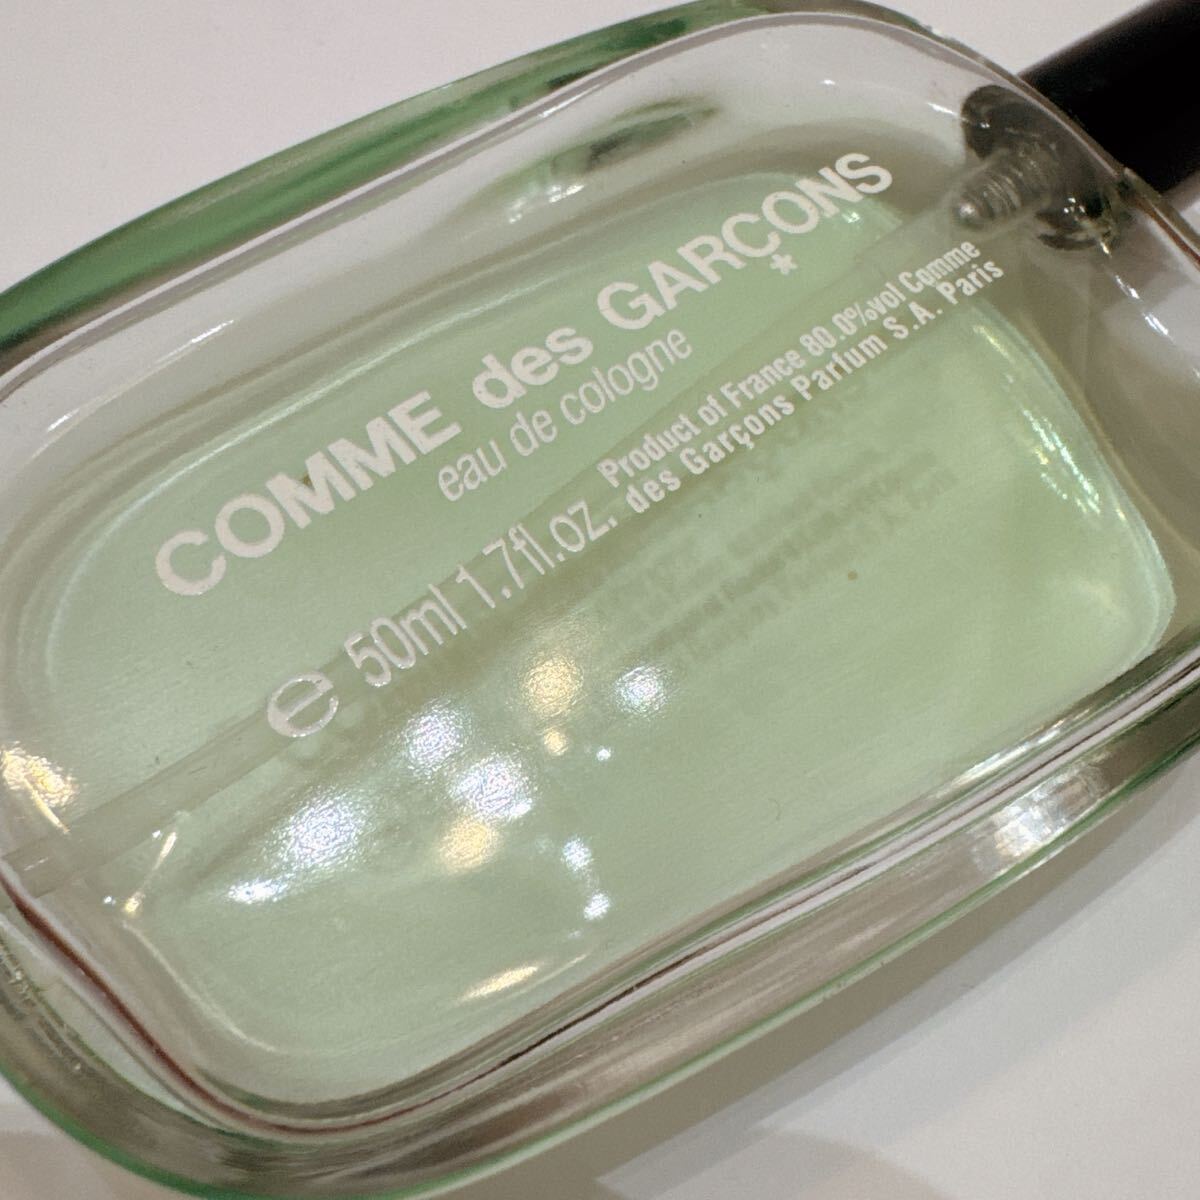 COMME des GARÇONS
eau de cologne
Product of France 80.0%vol Comme
des Garçons Parfum S.A. Paris
e 50ml 1.7fl.oz.